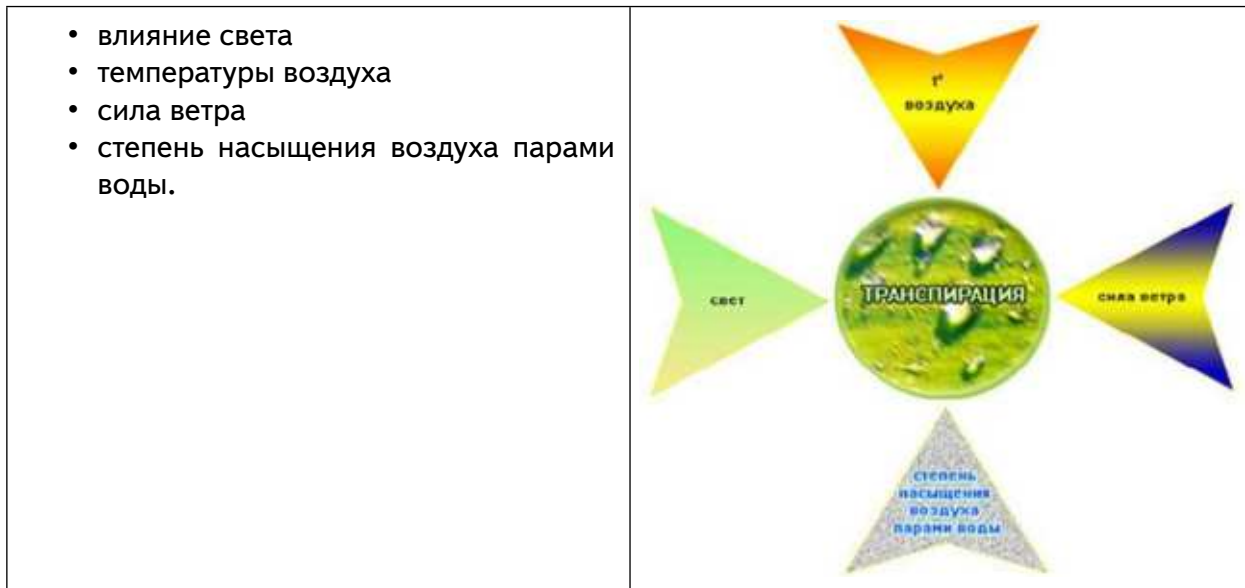 • влияние света
• температуры воздуха
• сила ветра
• степень насыщения воздуха парами
воды.
t°
воздуха
свет
ТРАНСПИРАЦИЯ
сила ветра
степень
насыщения
воздуха
парами воды